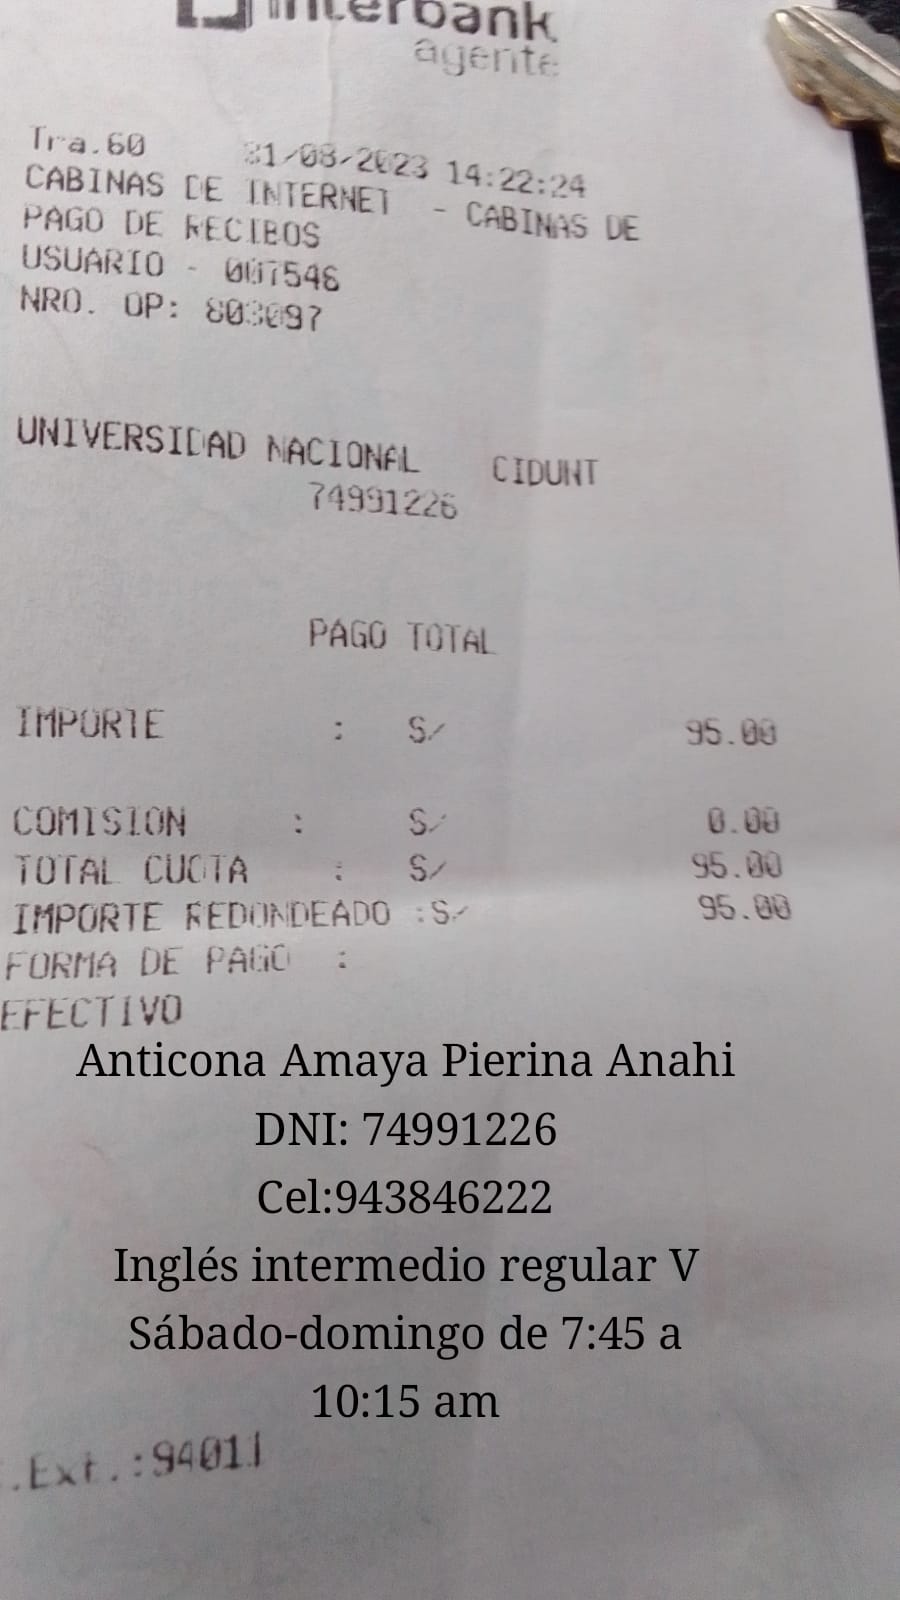 Interbank
agente
Tra.60 31/08/2023 14:22:24
CABINAS DE INTERNET - CABINAS DE
PAGO DE RECIBOS
USUARIO - 007546
NRO. OP: 803097
UNIVERSIDAD NACIONAL CIDUNT
74991226
PAGO TOTAL
IMPORTE : S/ 95.00
COMISION : S/ 0.00
TOTAL CUOTA : S/ 95.00
IMPORTE REDONDEADO :S/ 95.00
FORMA DE PAGO :
EFECTIVO
Anticona Amaya Pierina Anahi
DNI: 74991226
Cel:943846222
Inglés intermedio regular V
Sábado-domingo de 7:45 a
10:15 am
.Ext.:94011